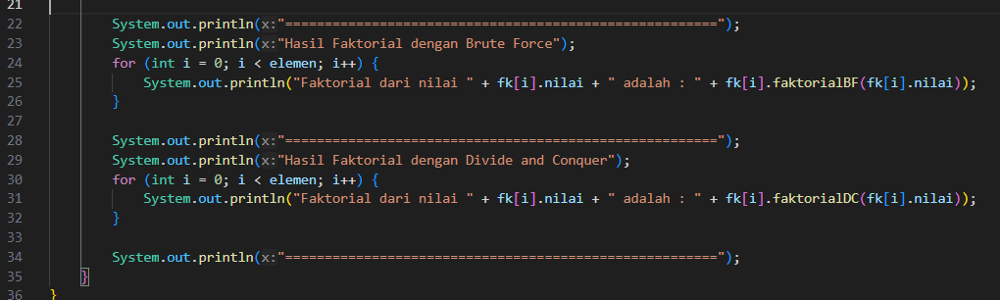 21
22 System.out.println(x:"=======================================================");
23 System.out.println(x:"Hasil Faktorial dengan Brute Force");
24 for (int i = 0; i < elemen; i++) {
25 System.out.println("Faktorial dari nilai " + fk[i].nilai + " adalah : " + fk[i].faktorialBF(fk[i].nilai));
26 }
27
28 System.out.println(x:"=======================================================");
29 System.out.println(x:"Hasil Faktorial dengan Divide and Conquer");
30 for (int i = 0; i < elemen; i++) {
31 System.out.println("Faktorial dari nilai " + fk[i].nilai + " adalah : " + fk[i].faktorialDC(fk[i].nilai));
32 }
33
34 System.out.println(x:"=======================================================");
35 }
36 }